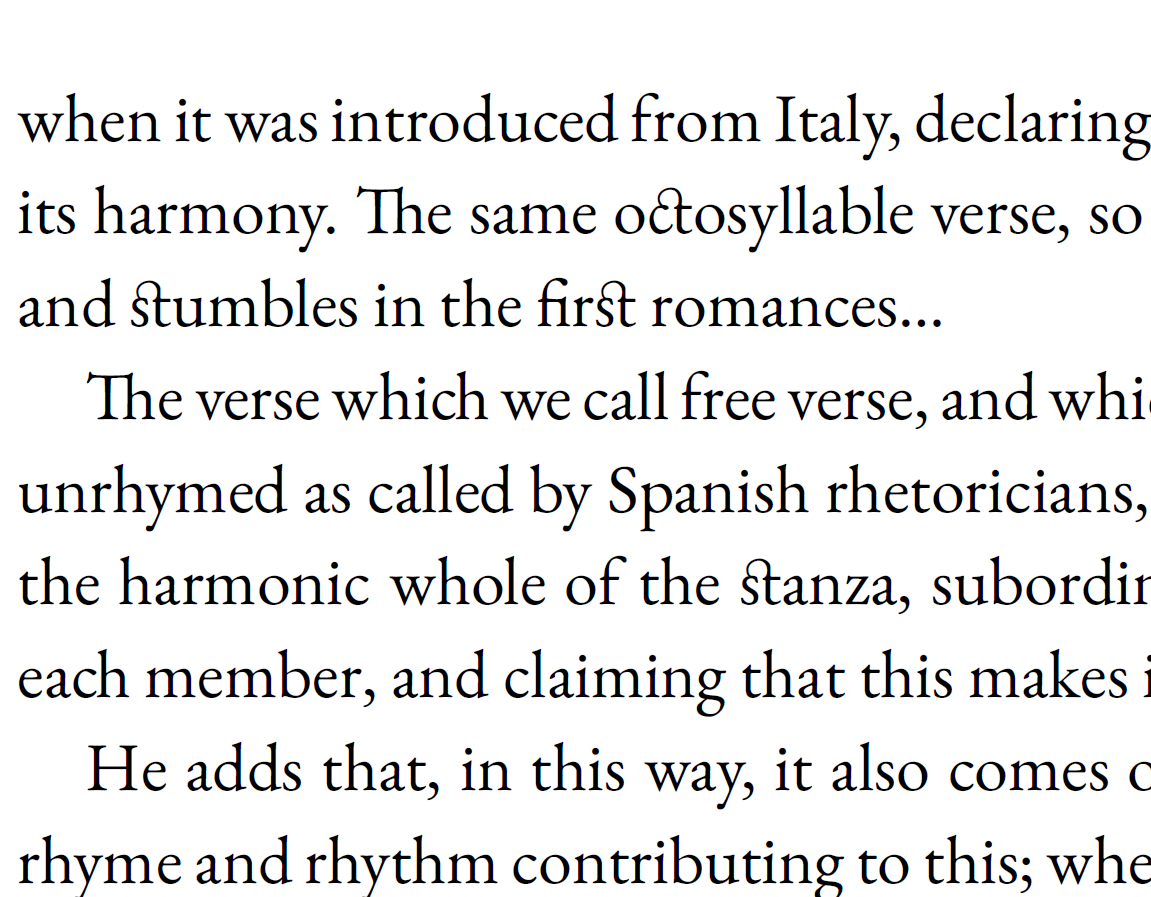 when it was introduced from Italy, declaring
its harmony. The same octosyllable verse, so
and stumbles in the first romances...
The verse which we call free verse, and
unrhymed as called by Spanish rhetoricians,
the harmonic whole of the stanza,
each member, and claiming that this makes
He adds that, in this way, it also comes
rhyme and rhythm contributing to this;